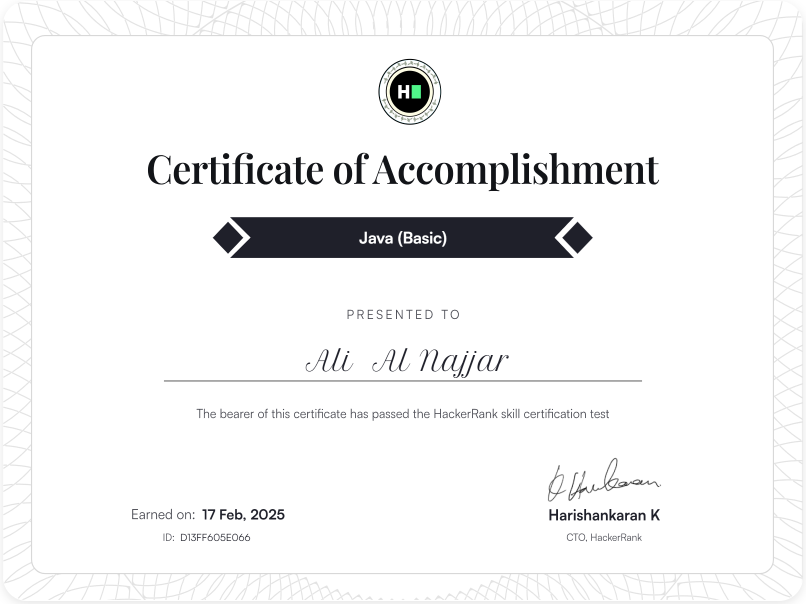 H
Certificate of Accomplishment
Java (Basic)
PRESENTED TO
Ali Al Najjar
The bearer of this certificate has passed the HackerRank skill certification test
Earned on: 17 Feb, 2025
ID: D13FF605E066
Harishankaran K
CTO, HackerRank